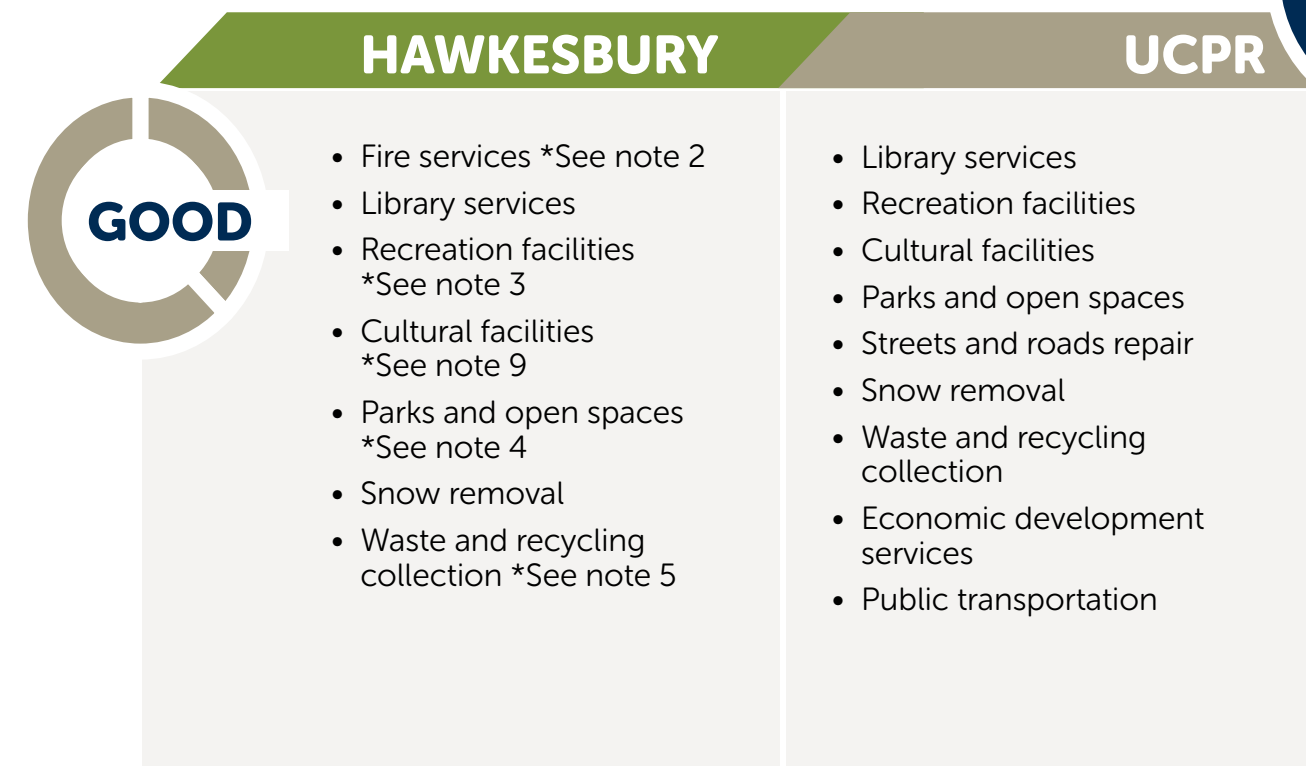 HAWKESBURY
UCPR
GOOD
• Fire services *See note 2
• Library services
• Recreation facilities
*See note 3
• Cultural facilities
*See note 9
• Parks and open spaces
*See note 4
• Snow removal
• Waste and recycling
collection *See note 5
• Library services
• Recreation facilities
• Cultural facilities
• Parks and open spaces
• Streets and roads repair
• Snow removal
• Waste and recycling
collection
• Economic development
services
• Public transportation